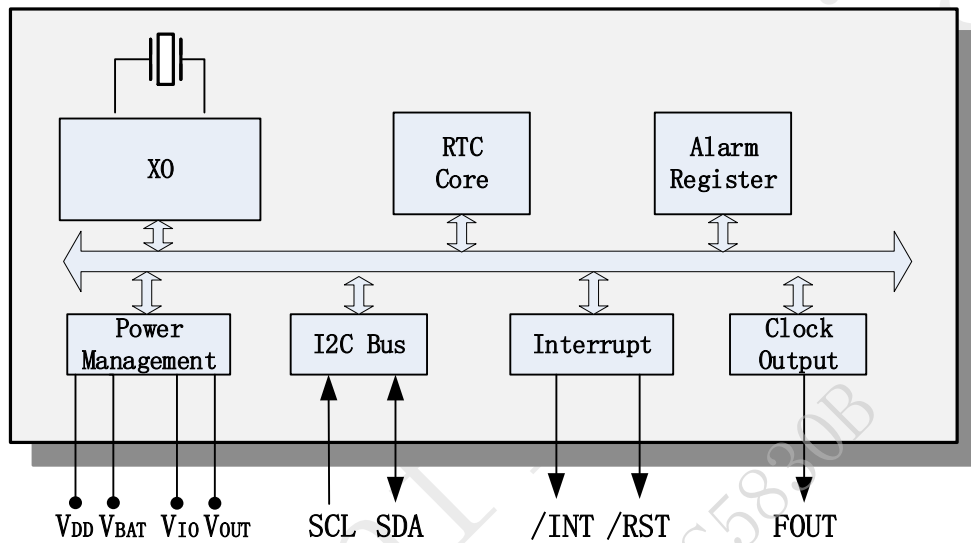 XO
RTC
Core
Alarm
Register
Power
Management
I2C Bus
Interrupt
Clock
Output
VDD VBAT VIO VOUT SCL SDA /INT /RST FOUT